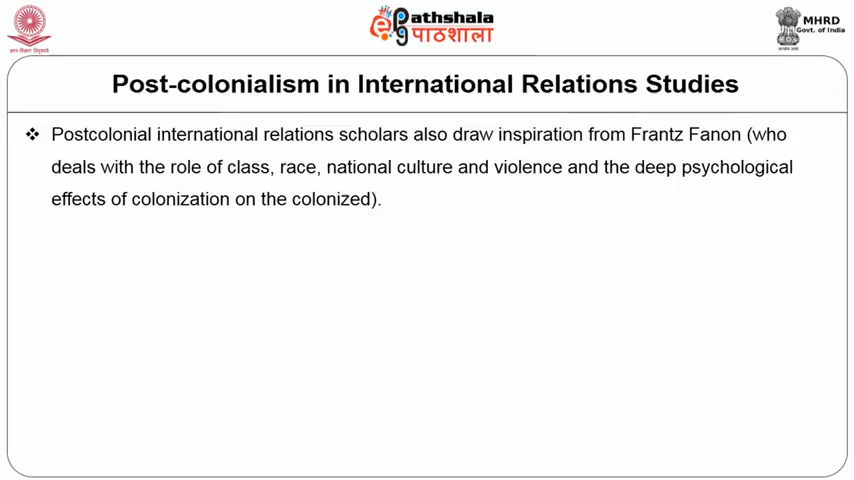 ePathshala
पाठशाला
MHRD
Govt. of India
Post-colonialism in International Relations Studies
❖ Postcolonial international relations scholars also draw inspiration from Frantz Fanon (who
deals with the role of class, race, national culture and violence and the deep psychological
effects of colonization on the colonized).